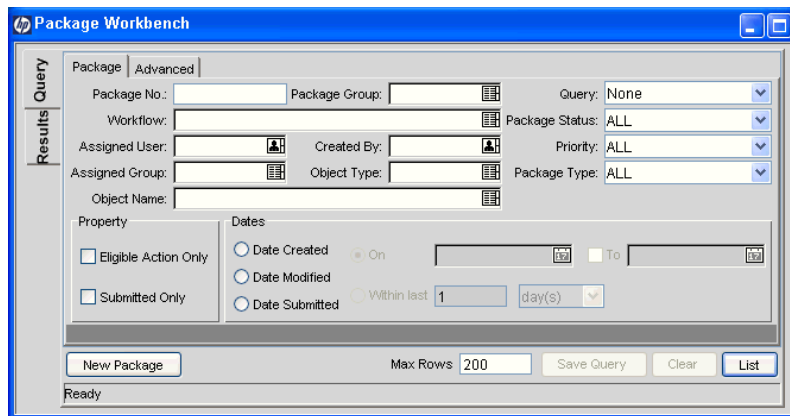 hp Package Workbench
Query
Results
Package Advanced
Package No.: Package Group: Query: None
Workflow: Package Status: ALL
Assigned User: Created By: Priority: ALL
Assigned Group: Object Type: Package Type: ALL
Object Name:
Property
Eligible Action Only
Submitted Only
Dates
Date Created On To
Date Modified
Within last 1 day(s)
Date Submitted
New Package Max Rows 200 Save Query Clear List
Ready